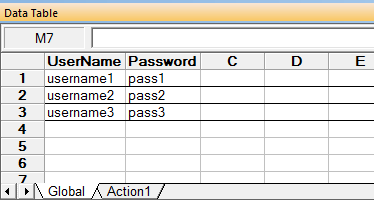 Data Table
M7
UserName Password C D E
1 username1 pass1
2 username2 pass2
3 username3 pass3
4
5
6
7
Global Action1